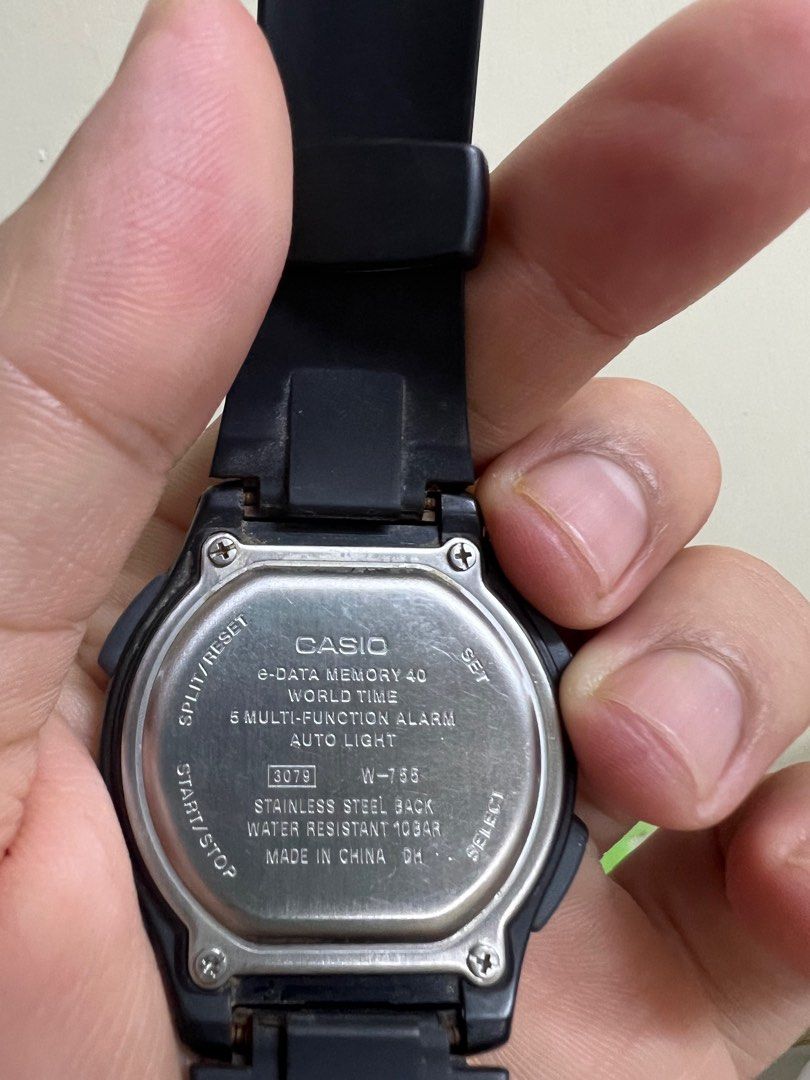 CASIO
e-DATA MEMORY 40
WORLD TIME
5 MULTI-FUNCTION ALARM
AUTO LIGHT
3079 W-755
STAINLESS STEEL BACK
WATER RESISTANT 10BAR
MADE IN CHINA DH
SPLIT/RESET
SET
START/STOP
SELECT